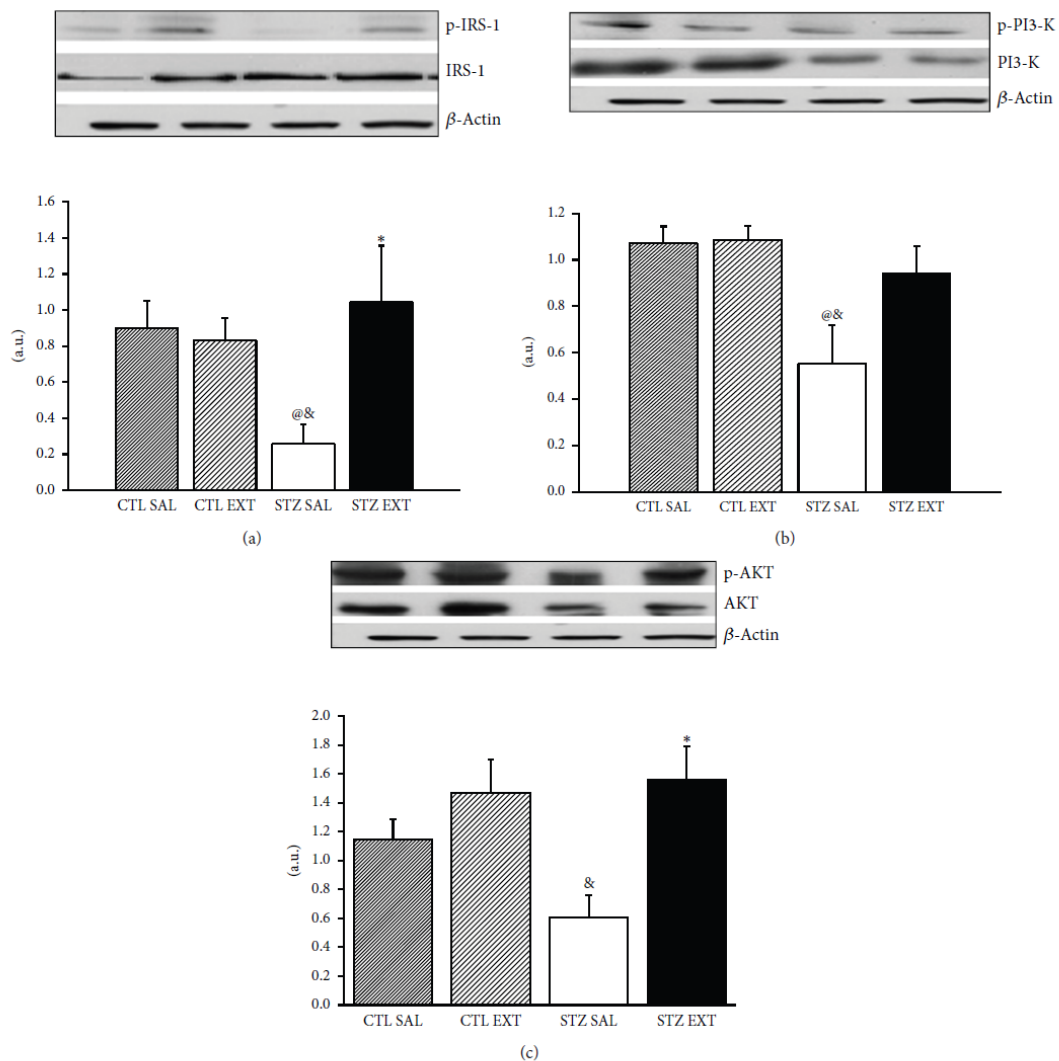 p-IRS-1
IRS-1
β-Actin
1.6
1.4
1.2
1.0
0.8
0.6
0.4
0.2
0.0
(a.u.)
@&
*
CTL SAL CTL EXT STZ SAL STZ EXT
(a)
p-PI3-K
PI3-K
β-Actin
1.2
1.0
0.8
0.6
0.4
0.2
0.0
(a.u.)
@&
CTL SAL CTL EXT STZ SAL STZ EXT
(b)
p-AKT
AKT
β-Actin
2.0
1.8
1.6
1.4
1.2
1.0
0.8
0.6
0.4
0.2
0.0
(a.u.)
&
*
CTL SAL CTL EXT STZ SAL STZ EXT
(c)